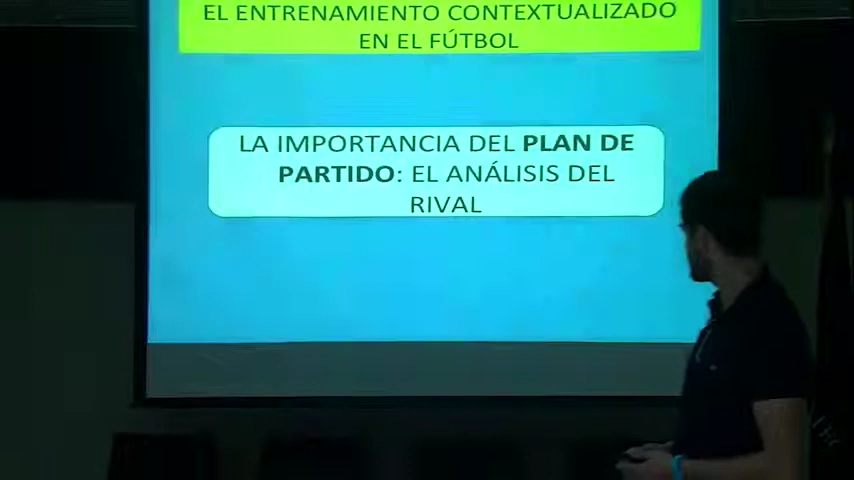 EL ENTRENAMIENTO CONTEXTUALIZADO
EN EL FÚTBOL
LA IMPORTANCIA DEL PLAN DE
PARTIDO: EL ANÁLISIS DEL
RIVAL